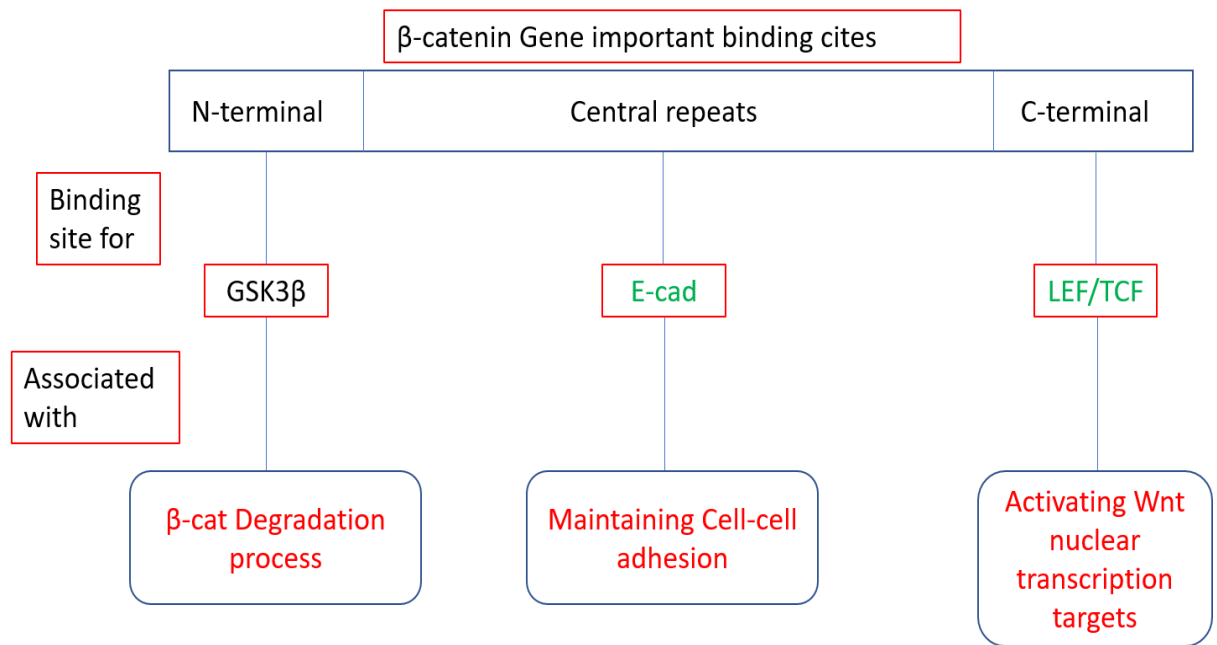 β-catenin Gene important binding cites
N-terminal
Central repeats
C-terminal
Binding
site for
GSK3β
E-cad
LEF/TCF
Associated
with
β-cat Degradation
process
Maintaining Cell-cell
adhesion
Activating Wnt
nuclear
transcription
targets